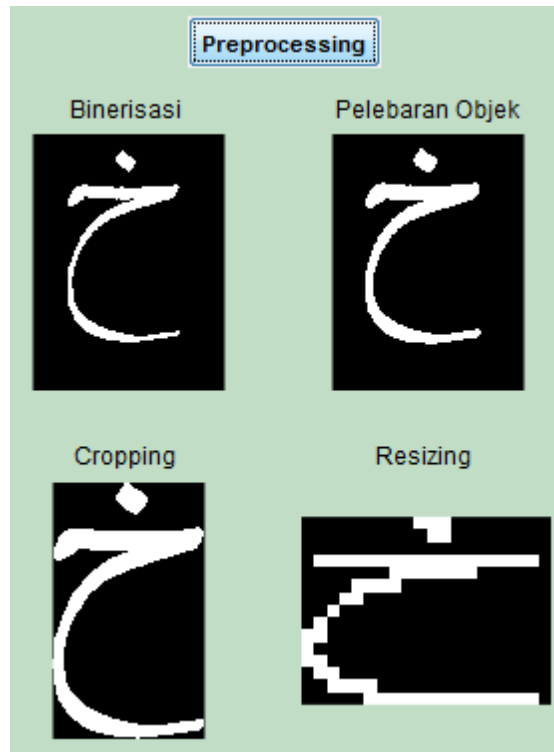 Preprocessing
Binerisasi
Pelebaran Objek
خ
خ
Cropping
Resizing
خ
خ